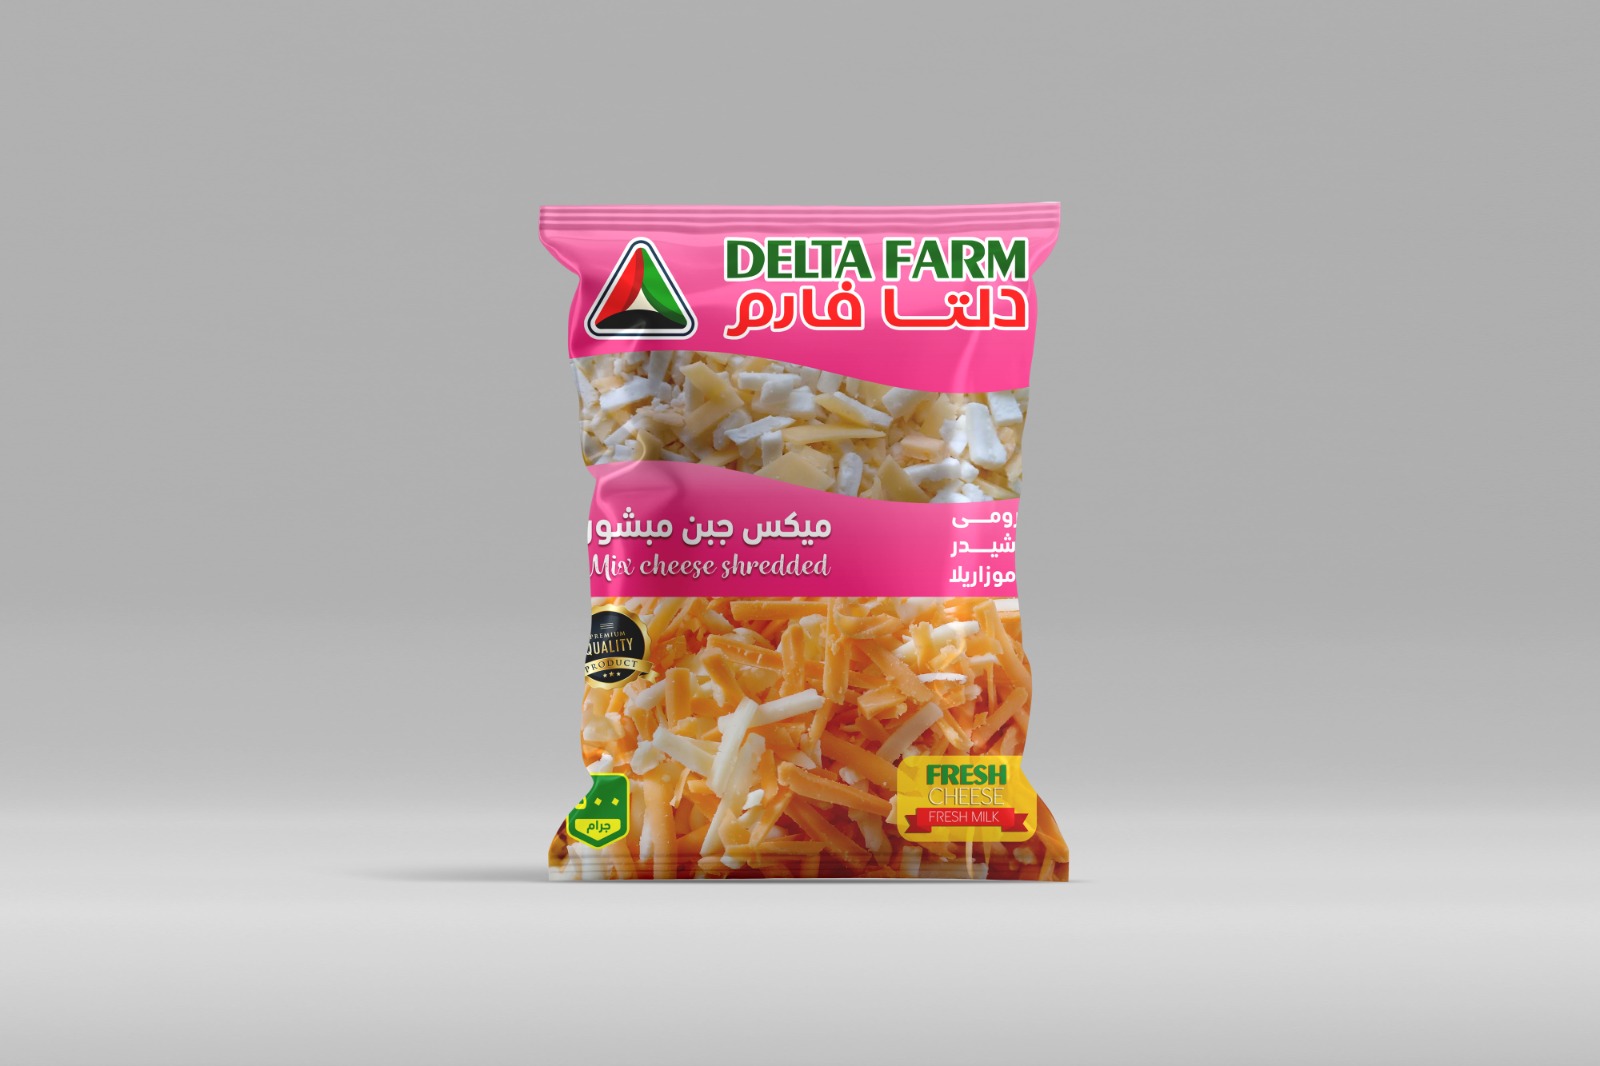 DELTA FARM
دلتا فارم
ميكس جبن مبشور
Mix cheese shredded
رومى
شيدر
موزاريلا
PREMIUM
QUALITY
PRODUCT
٥٠٠
جرام
FRESH
CHEESE
FRESH MILK